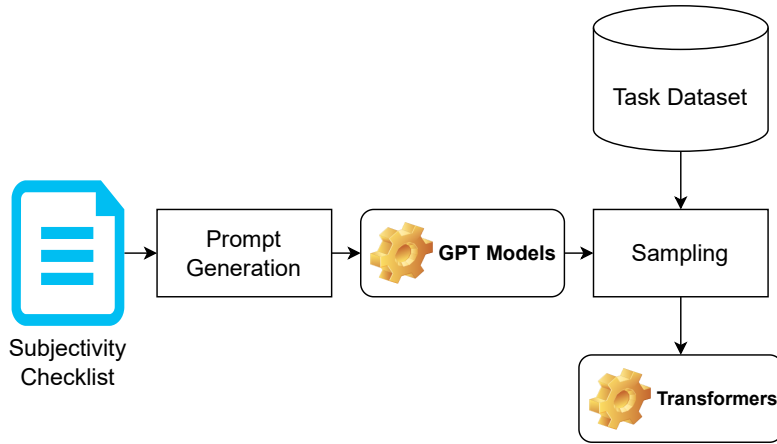 Task Dataset
Prompt
Generation
GPT Models
Sampling
Subjectivity
Checklist
Transformers